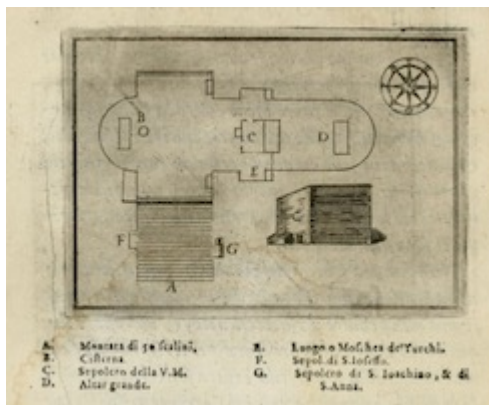 B
O
C
D
E
F
G
A
A. Montata di 50 scalini.
B. Cisterna.
C. Sepolcro della V.M.
D. Altar grande.
E. Luogo o Moschea de' Turchi.
F. Sepol. di S. Ioseffo.
G. Sepolcro di S. Ioachino, & di
S. Anna.